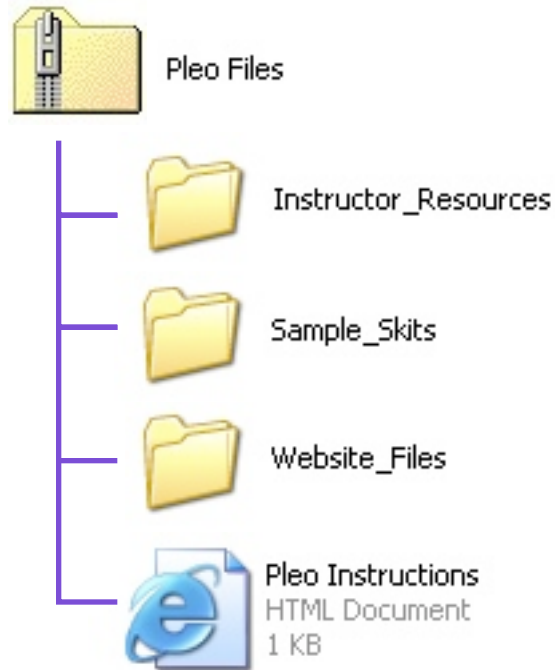 Pleo Files
Instructor_Resources
Sample_Skits
Website_Files
Pleo Instructions
HTML Document
1 KB